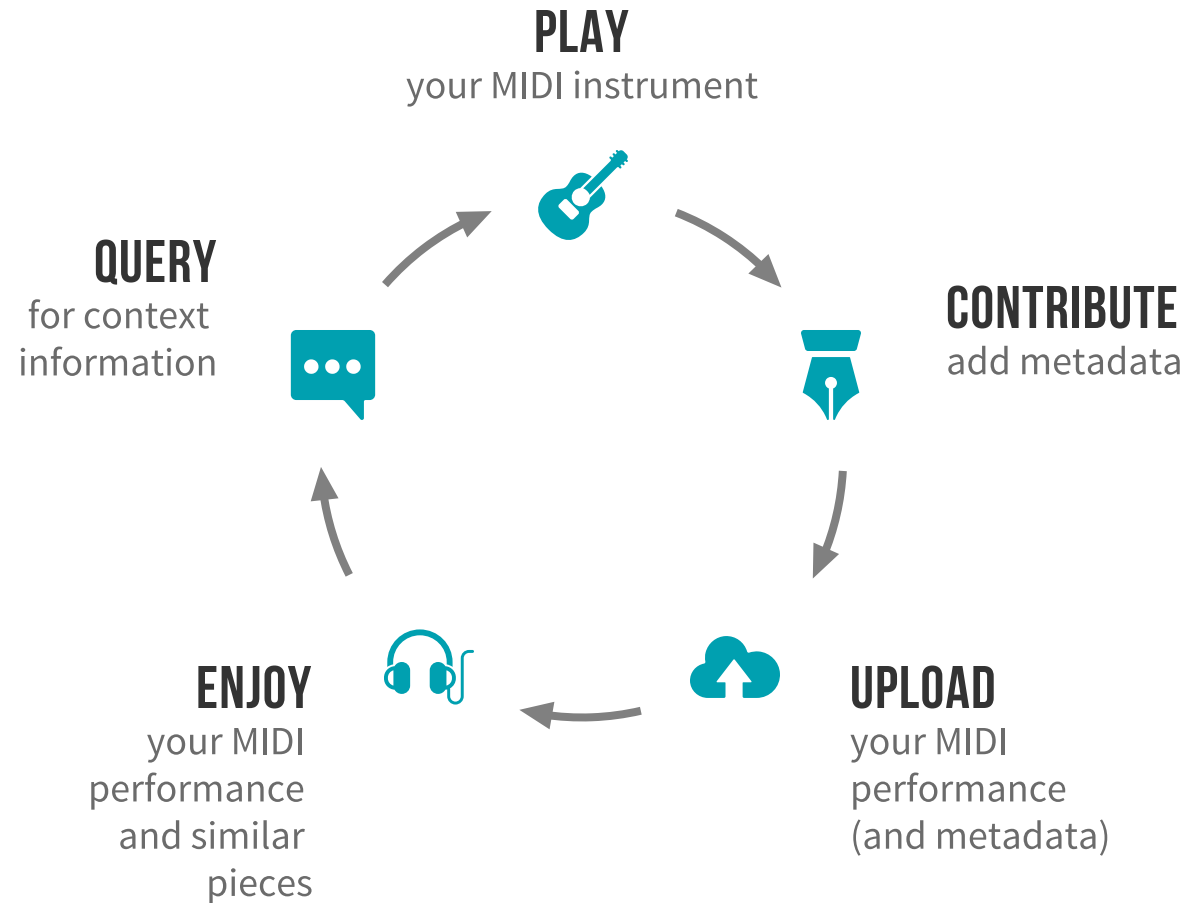 PLAY
your MIDI instrument
CONTRIBUTE
add metadata
UPLOAD
your MIDI
performance
(and metadata)
ENJOY
your MIDI
performance
and similar
pieces
QUERY
for context
information